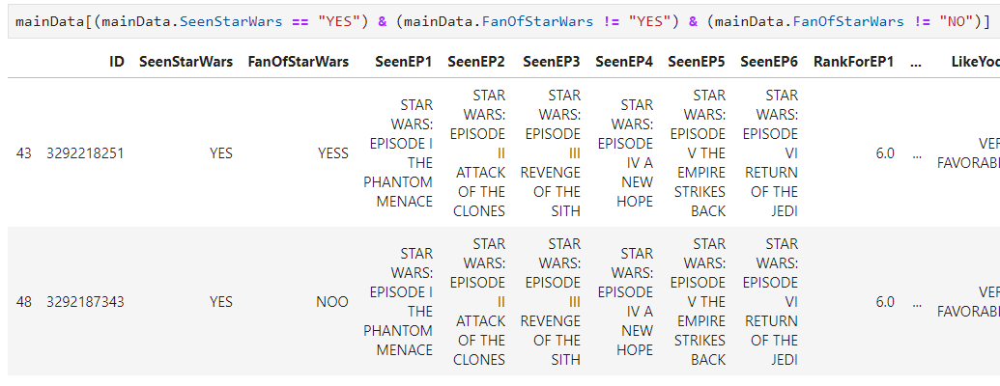 mainData[(mainData.SeenStarWars == "YES") & (mainData.FanOfStarWars != "YES") & (mainData.FanOfStarWars != "NO")]
ID SeenStarWars FanOfStarWars SeenEP1 SeenEP2 SeenEP3 SeenEP4 SeenEP5 SeenEP6 RankForEP1 ... LikeYod
43 3292218251 YES YESS
STAR
WARS:
EPISODE I
THE
PHANTOM
MENACE
STAR
WARS:
EPISODE
II
ATTACK
OF THE
CLONES
STAR
WARS:
EPISODE
III
REVENGE
OF THE
SITH
STAR
WARS:
EPISODE
IV A
NEW
HOPE
STAR
WARS:
EPISODE
V THE
EMPIRE
STRIKES
BACK
STAR
WARS:
EPISODE
VI
RETURN
OF THE
JEDI
6.0 ...
VER
FAVORABL
48 3292187343 YES NOO
STAR
WARS:
EPISODE I
THE
PHANTOM
MENACE
STAR
WARS:
EPISODE
II
ATTACK
OF THE
CLONES
STAR
WARS:
EPISODE
III
REVENGE
OF THE
SITH
STAR
WARS:
EPISODE
IV A
NEW
HOPE
STAR
WARS:
EPISODE
V THE
EMPIRE
STRIKES
BACK
STAR
WARS:
EPISODE
VI
RETURN
OF THE
JEDI
6.0 ...
VER
FAVORABL